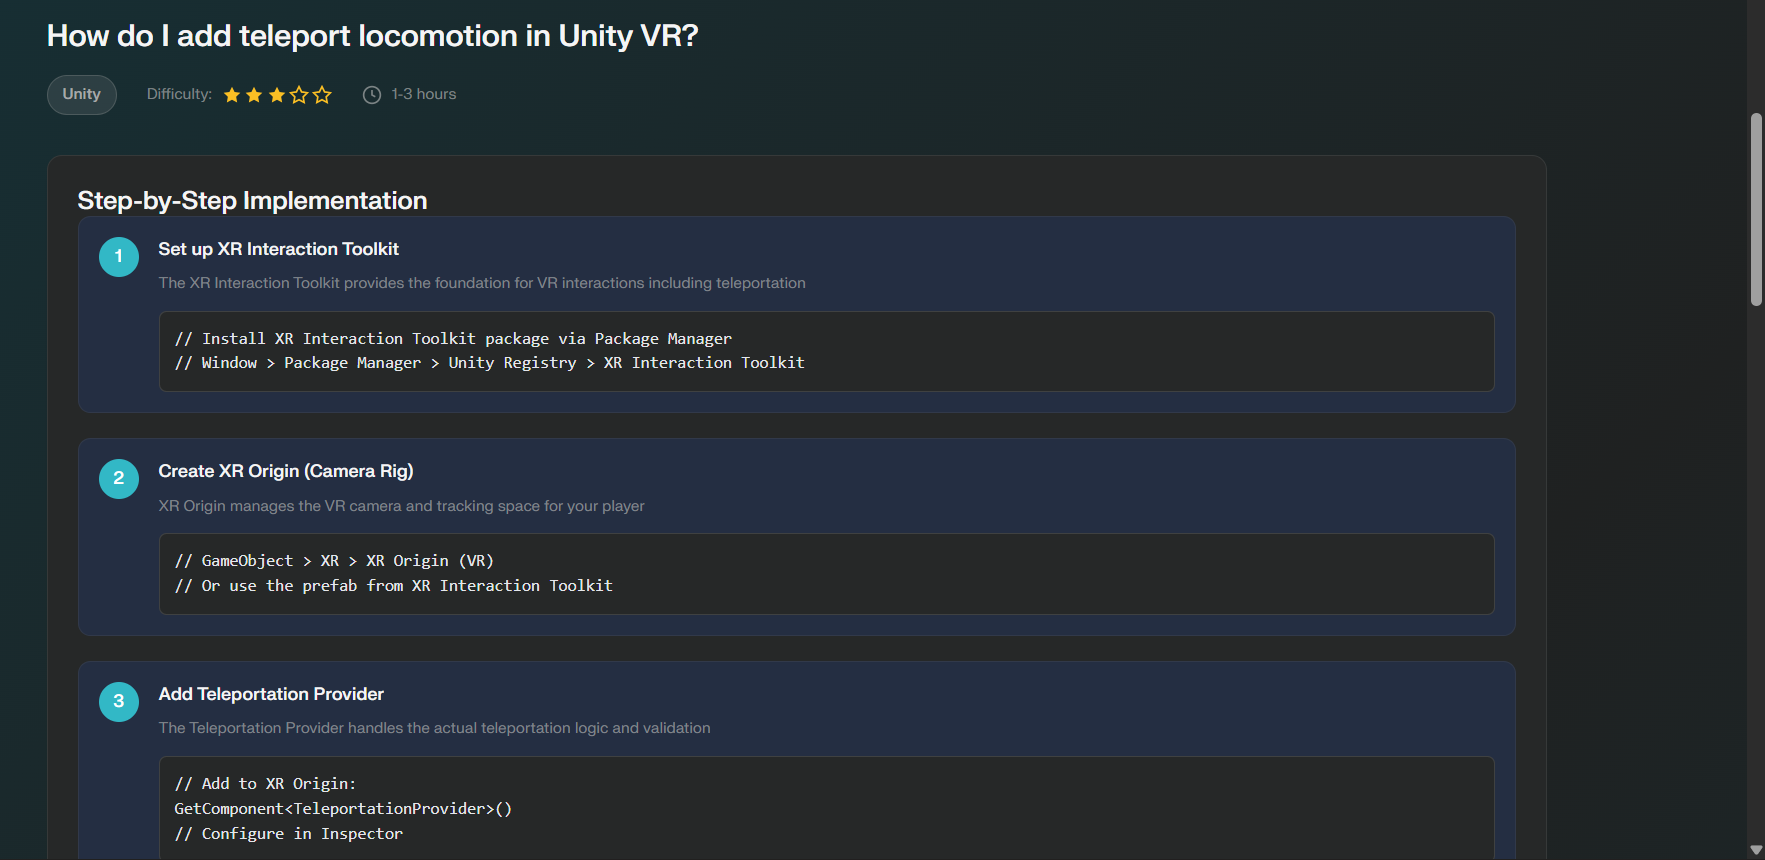 How do I add teleport locomotion in Unity VR?
Unity
Difficulty:
1-3 hours
Step-by-Step Implementation
1
Set up XR Interaction Toolkit
The XR Interaction Toolkit provides the foundation for VR interactions including teleportation
// Install XR Interaction Toolkit package via Package Manager
// Window > Package Manager > Unity Registry > XR Interaction Toolkit
2
Create XR Origin (Camera Rig)
XR Origin manages the VR camera and tracking space for your player
// GameObject > XR > XR Origin (VR)
// Or use the prefab from XR Interaction Toolkit
3
Add Teleportation Provider
The Teleportation Provider handles the actual teleportation logic and validation
// Add to XR Origin:
GetComponent<TeleportationProvider>()
// Configure in Inspector